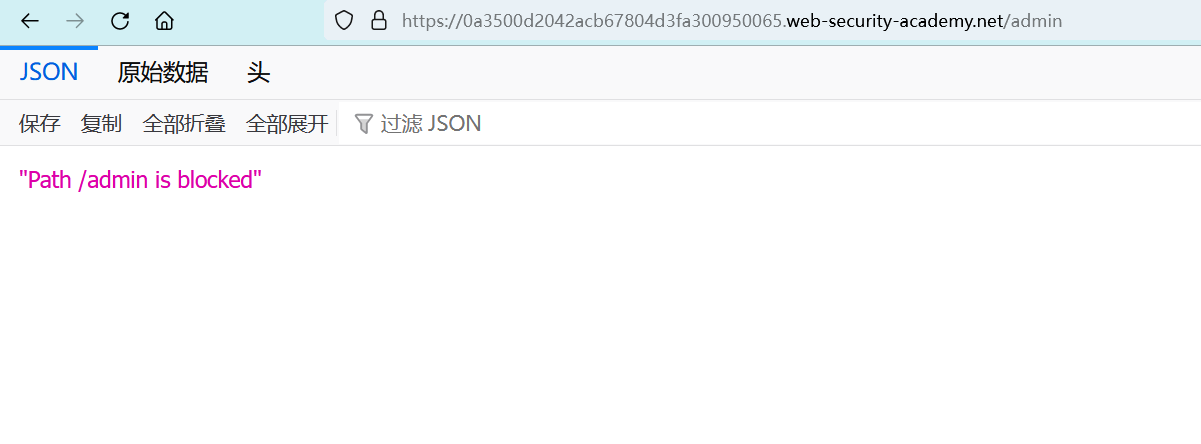 https://0a3500d2042acb67804d3fa300950065.web-security-academy.net/admin
JSON 原始数据 头
保存 复制 全部折叠 全部展开 过滤 JSON
"Path /admin is blocked"